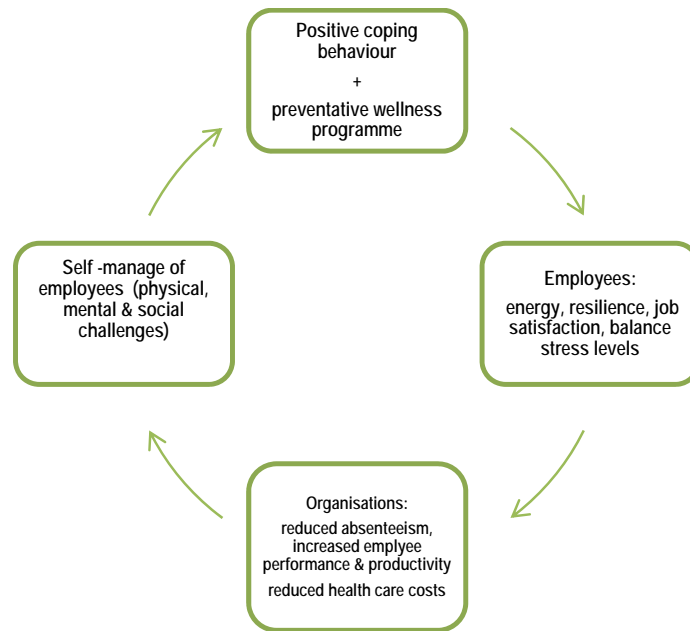 Positive coping
behaviour
+
preventative wellness
programme
Employees:
energy, resilience, job
satisfaction, balance
stress levels
Organisations:
reduced absenteeism,
increased emplyee
performance & productivity
reduced health care costs
Self -manage of
employees (physical,
mental & social
challenges)